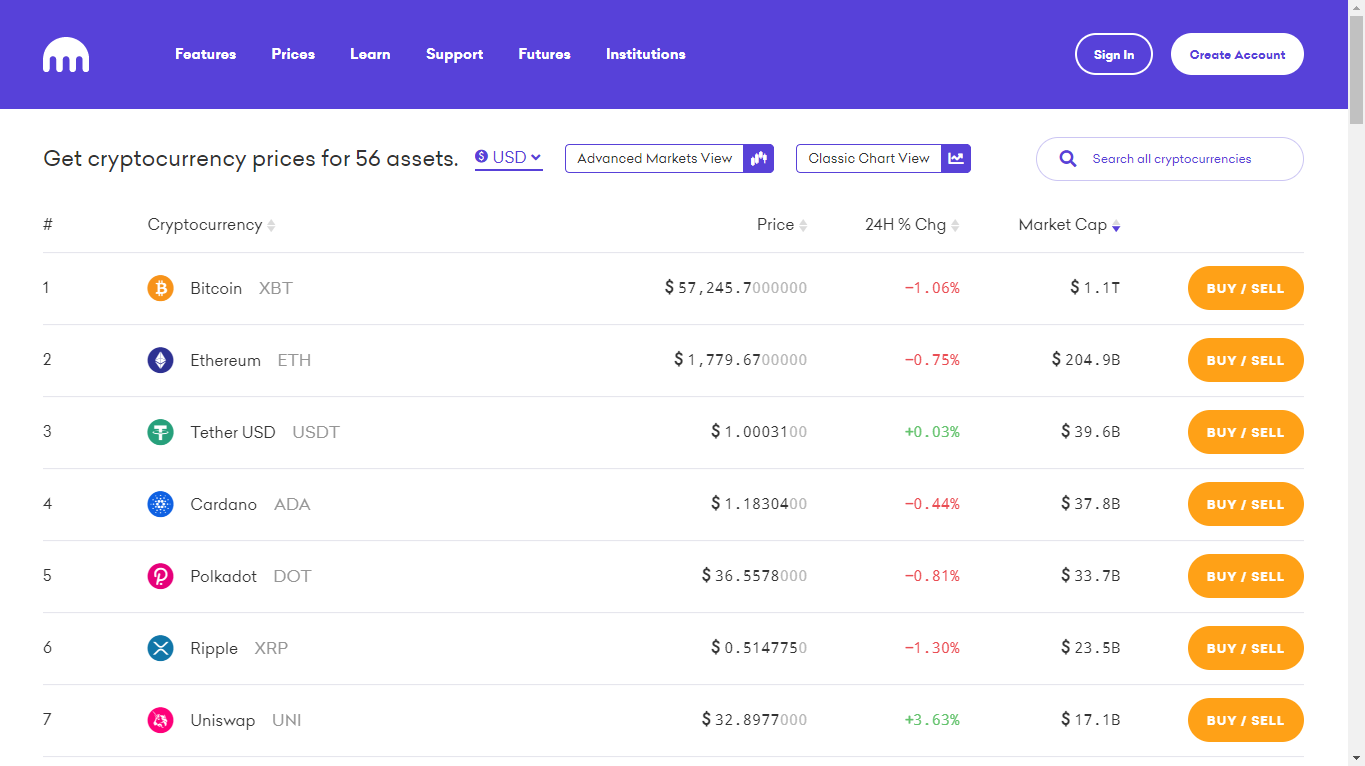 Features Prices Learn Support Futures Institutions Sign In Create Account
Get cryptocurrency prices for 56 assets. $ USD Advanced Markets View Classic Chart View Search all cryptocurrencies
# Cryptocurrency Price 24H % Chg Market Cap
1 Bitcoin XBT $57,245.7000000 −1.06% $1.1T BUY / SELL
2 Ethereum ETH $1,779.6700000 −0.75% $204.9B BUY / SELL
3 Tether USD USDT $1.0003100 +0.03% $39.6B BUY / SELL
4 Cardano ADA $1.1830400 −0.44% $37.8B BUY / SELL
5 Polkadot DOT $36.5578000 −0.81% $33.7B BUY / SELL
6 Ripple XRP $0.5147750 −1.30% $23.5B BUY / SELL
7 Uniswap UNI $32.8977000 +3.63% $17.1B BUY / SELL